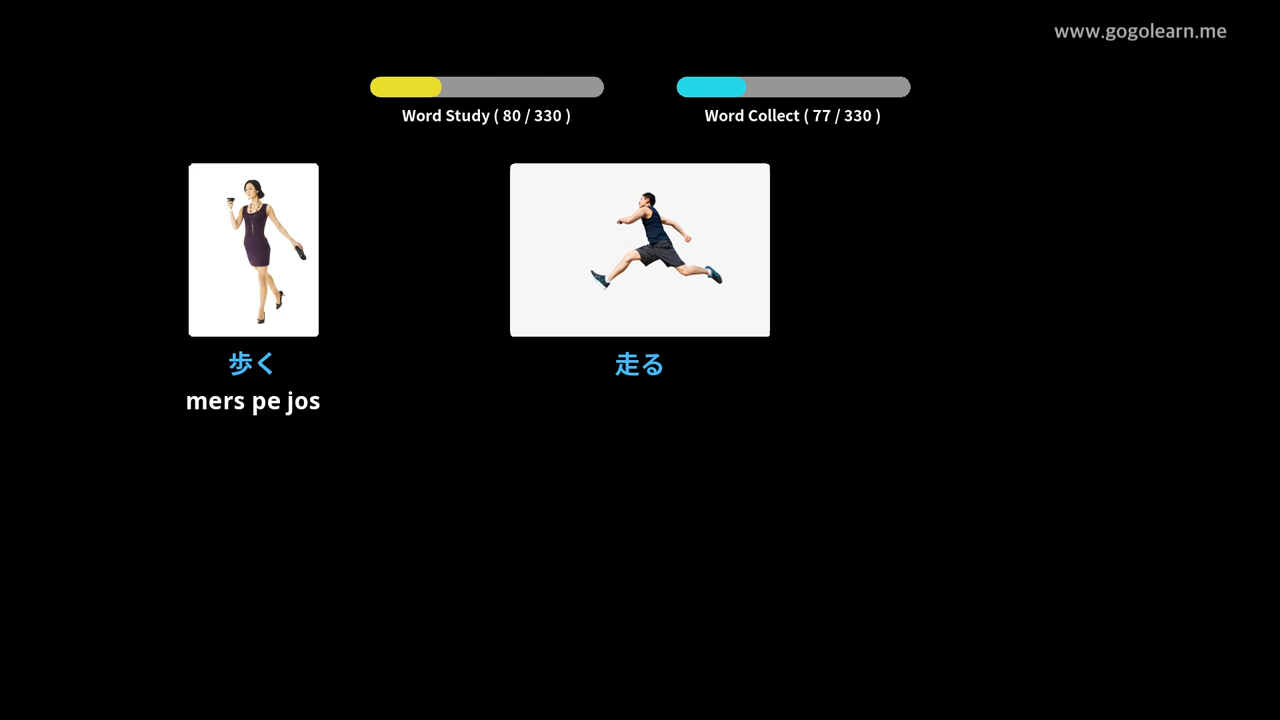 www.gogolearn.me
Word Study ( 80 / 330 )
Word Collect ( 77 / 330 )
歩く
走る
mers pe jos